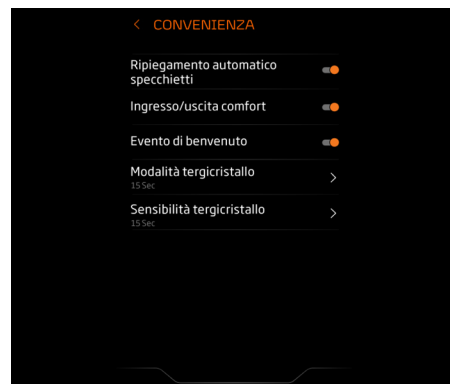 CONVENIENZA
Ripiegamento automatico
specchietti
Ingresso/uscita comfort
Evento di benvenuto
Modalità tergicristallo
15 Sec
Sensibilità tergicristallo
15 Sec